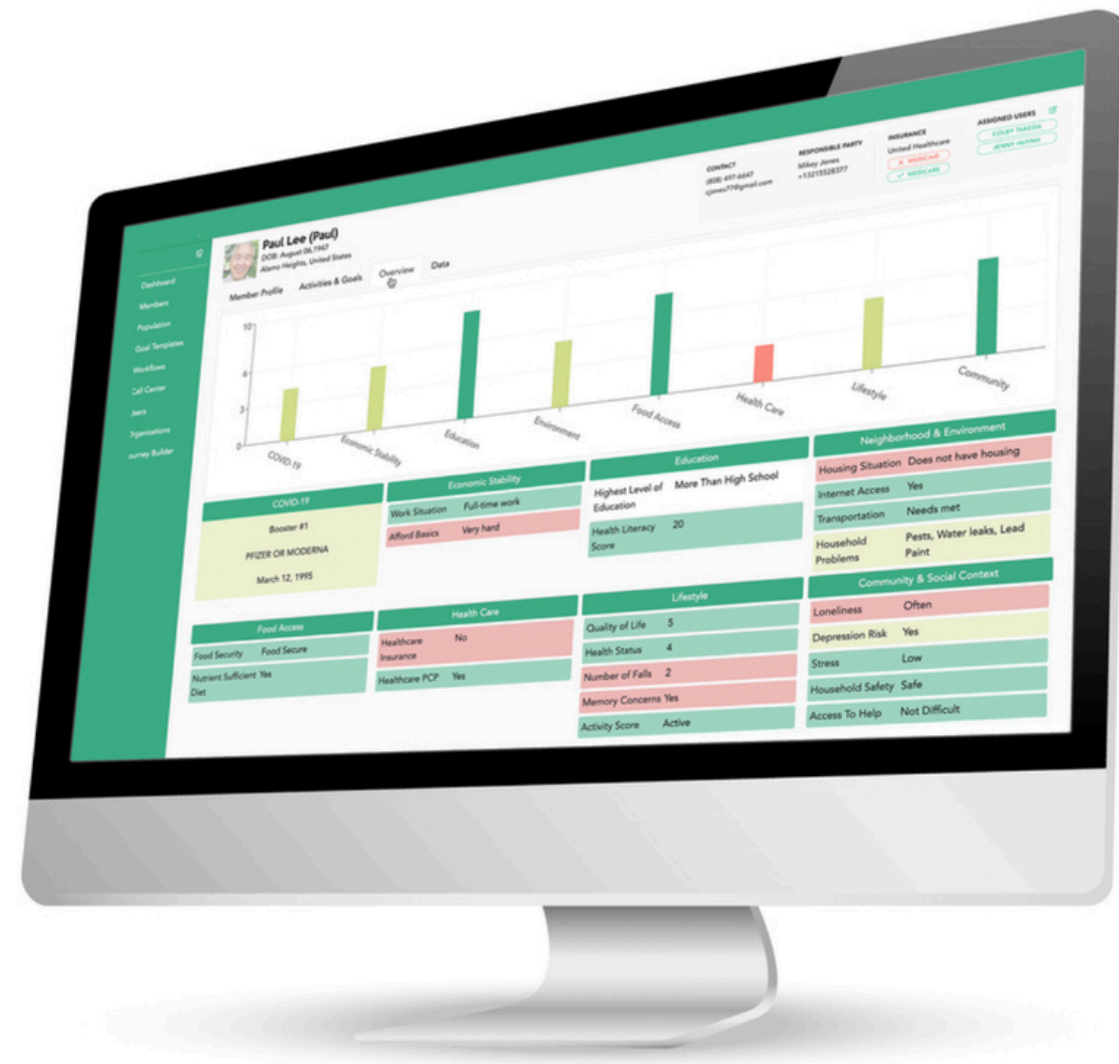 CONTACT
(808) 497-6647
cjones77@gmail.com
RESPONSIBLE PARTY
Mikey Jones
+13215528377
INSURANCE
United Healthcare
MEDICAID
MEDICARE
ASSIGNED USERS
COLBY TAKEDA
JENNY HUYNH
Paul Lee (Paul)
DOB: August 06,1947
Alamo Heights, United States
Member Profile
Activities & Goals
Overview
Data
Dashboard
Members
Population
Goal Templates
Workflows
Call Center
Users
Organizations
ourney Builder
10
6
3
0
COVID-19
Economic Stability
Education
Environment
Food Access
Health Care
Lifestyle
Community
COVID-19
Booster #1
PFIZER OR MODERNA
March 12, 1995
Economic Stability
Work Situation Full-time work
Afford Basics Very hard
Education
Highest Level of More Than High School
Education
Health Literacy 20
Score
Neighborhood & Environment
Housing Situation Does not have housing
Internet Access Yes
Transportation Needs met
Household Pests, Water leaks, Lead
Problems Paint
Food Access
Food Security Food Secure
Nutrient Sufficient Yes
Diet
Health Care
Healthcare No
Insurance
Healthcare PCP Yes
Lifestyle
Quality of Life 5
Health Status 4
Number of Falls 2
Memory Concerns Yes
Activity Score Active
Community & Social Context
Loneliness Often
Depression Risk Yes
Stress Low
Household Safety Safe
Access To Help Not Difficult